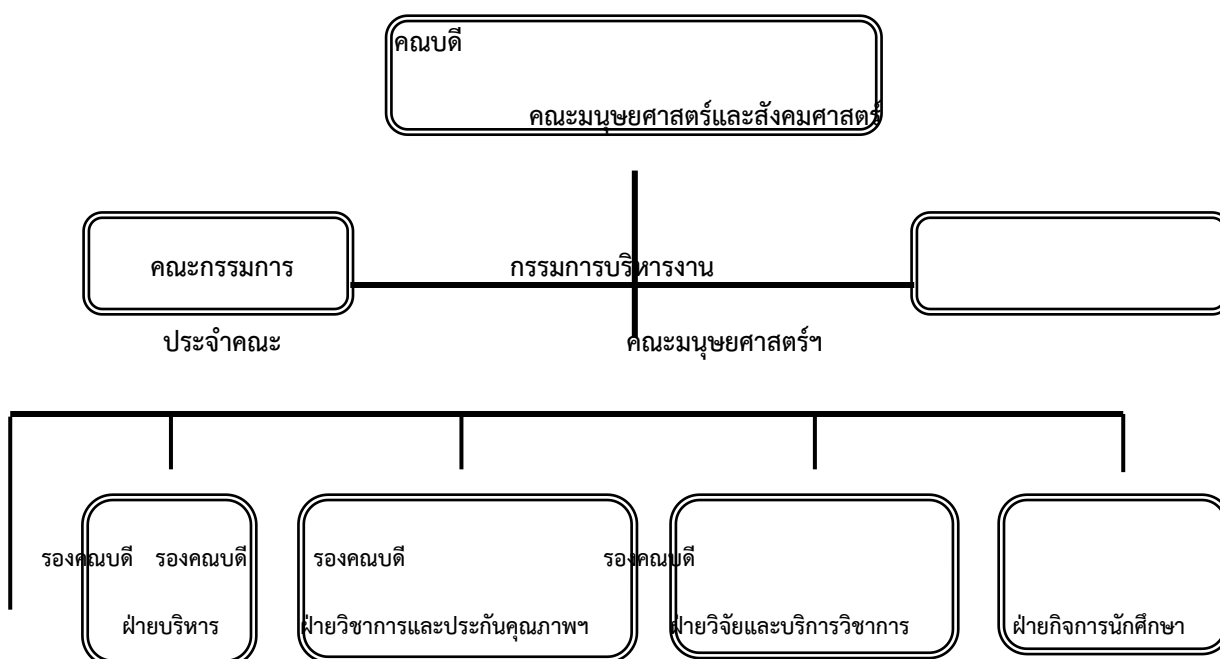 คณบดี
คณะมนุษยศาสตร์และสังคมศาสตร์
คณะกรรมการ กรรมการบริหารงาน
ประจำคณะ คณะมนุษยศาสตร์ฯ
รองคณบดี รองคณบดี รองคณบดี รองคณบดี
ฝ่ายบริหาร ฝ่ายวิชาการและประกันคุณภาพฯ ฝ่ายวิจัยและบริการวิชาการ ฝ่ายกิจการนักศึกษา